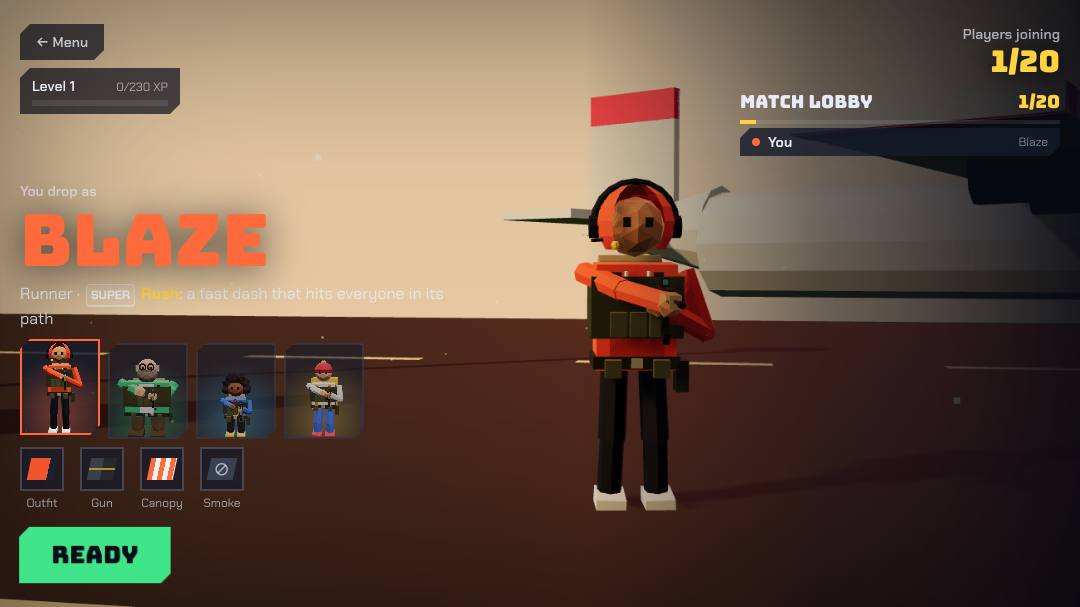 ← Menu
Level 1 0/230 XP
Players joining
1/20
MATCH LOBBY 1/20
You Blaze
You drop as
BLAZE
Runner · SUPER Rush: a fast dash that hits everyone in its
path
Outfit Gun Canopy Smoke
READY